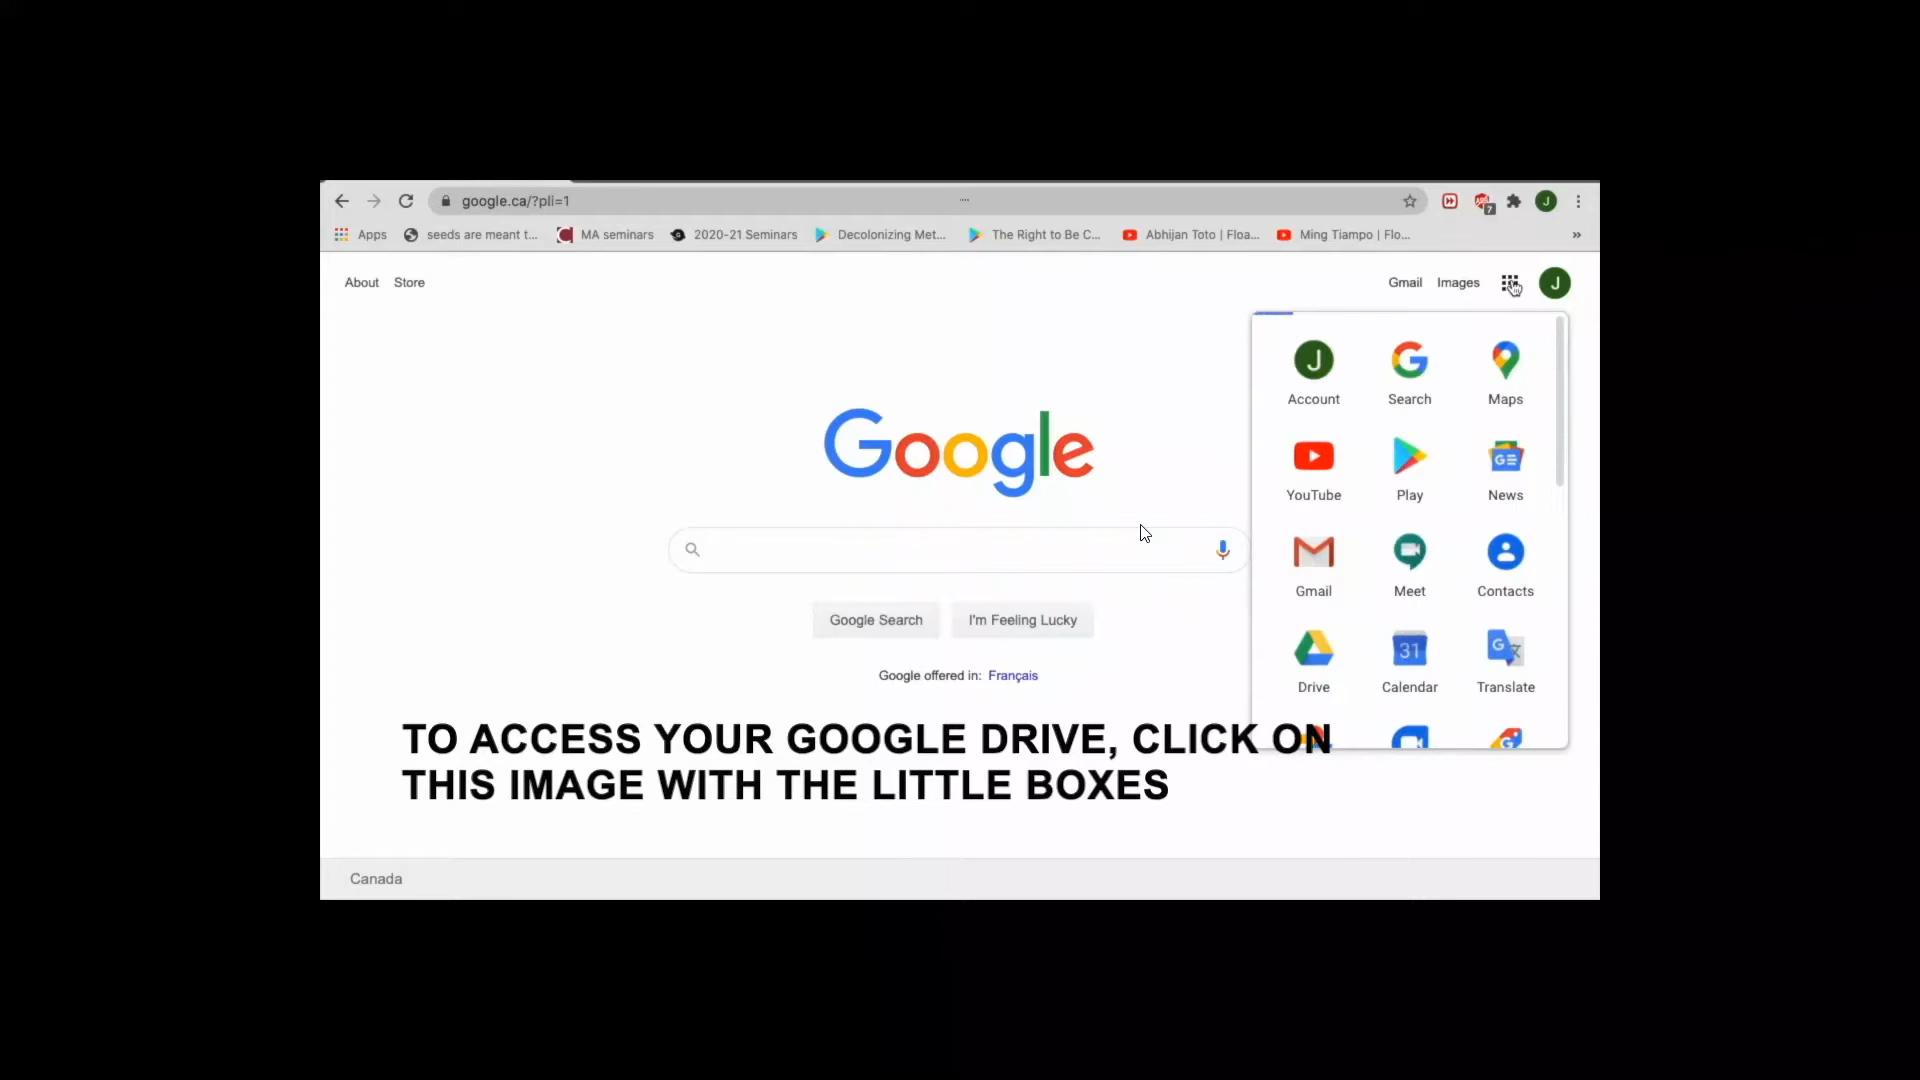 google.ca/?pli=1
J
7
Apps
seeds are meant t...
MA seminars
2020-21 Seminars
Decolonizing Met...
The Right to Be C...
Abhijan Toto | Floa...
Ming Tiampo | Flo...
»
About Store
Gmail Images
J
Google
J
Account Search Maps
YouTube Play News
Gmail Meet Contacts
31
Drive Calendar Translate
Google Search I'm Feeling Lucky
Google offered in: Français
TO ACCESS YOUR GOOGLE DRIVE, CLICK ON
THIS IMAGE WITH THE LITTLE BOXES
Canada